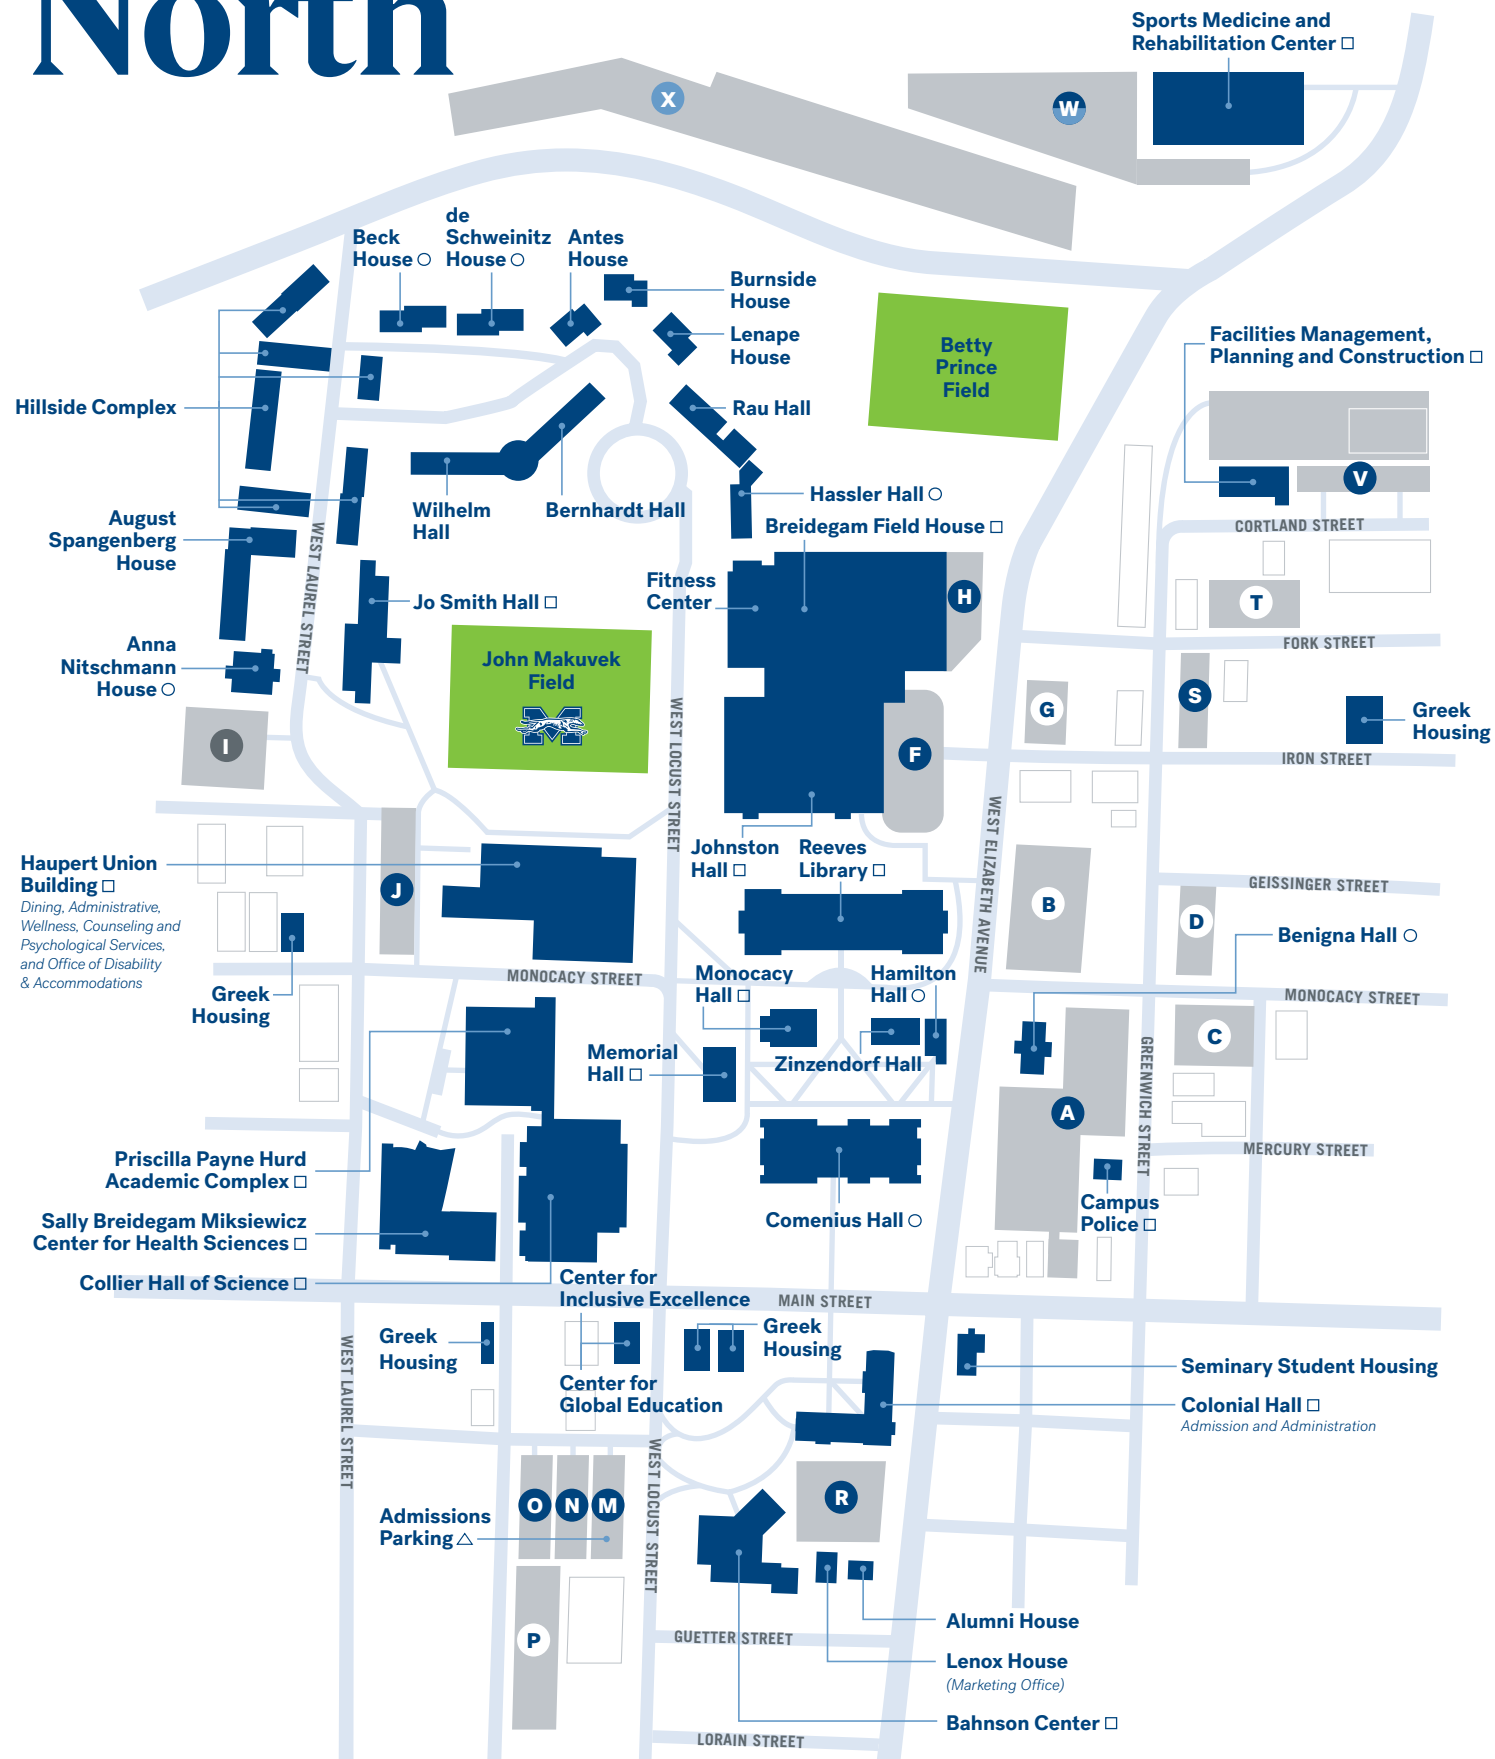 North
Sports Medicine and
Rehabilitation Center
X
W
de
Schweinitz
House
Beck
House
Antes
House
Burnside
House
Lenape
House
Betty
Prince
Field
Facilities Management,
Planning and Construction
Hillside Complex
Rau Hall
V
Wilhelm
Hall
Bernhardt Hall
Hassler Hall
Breidegam Field House
CORTLAND STREET
August
Spangenberg
House
WEST LAUREL STREET
Fitness
Center
H
T
Jo Smith Hall
FORK STREET
Anna
Nitschmann
House
John Makuvek
Field
M
WEST LOCUST STREET
G
S
Greek
Housing
I
F
IRON STREET
WEST ELIZABETH AVENUE
Haupert Union
Building
Dining, Administrative,
Wellness, Counseling and
Psychological Services,
and Office of Disability
& Accommodations
J
Johnston
Hall
Reeves
Library
GEISSINGER STREET
B
D
Benigna Hall
Greek
Housing
MONOCACY STREET
Monocacy
Hall
Hamilton
Hall
MONOCACY STREET
C
Memorial
Hall
Zinzendorf Hall
GREENWICH STREET
A
Priscilla Payne Hurd
Academic Complex
MERCURY STREET
Sally Breidegam Miksiewicz
Center for Health Sciences
Comenius Hall
Campus
Police
Collier Hall of Science
Center for
Inclusive Excellence
MAIN STREET
Greek
Housing
Greek
Housing
Seminary Student Housing
WEST LAUREL STREET
Center for
Global Education
Colonial Hall
Admission and Administration
WEST LOCUST STREET
O
N
M
R
Admissions
Parking
P
Alumni House
GUETTER STREET
Lenox House
(Marketing Office)
Bahnson Center
LORAIN STREET